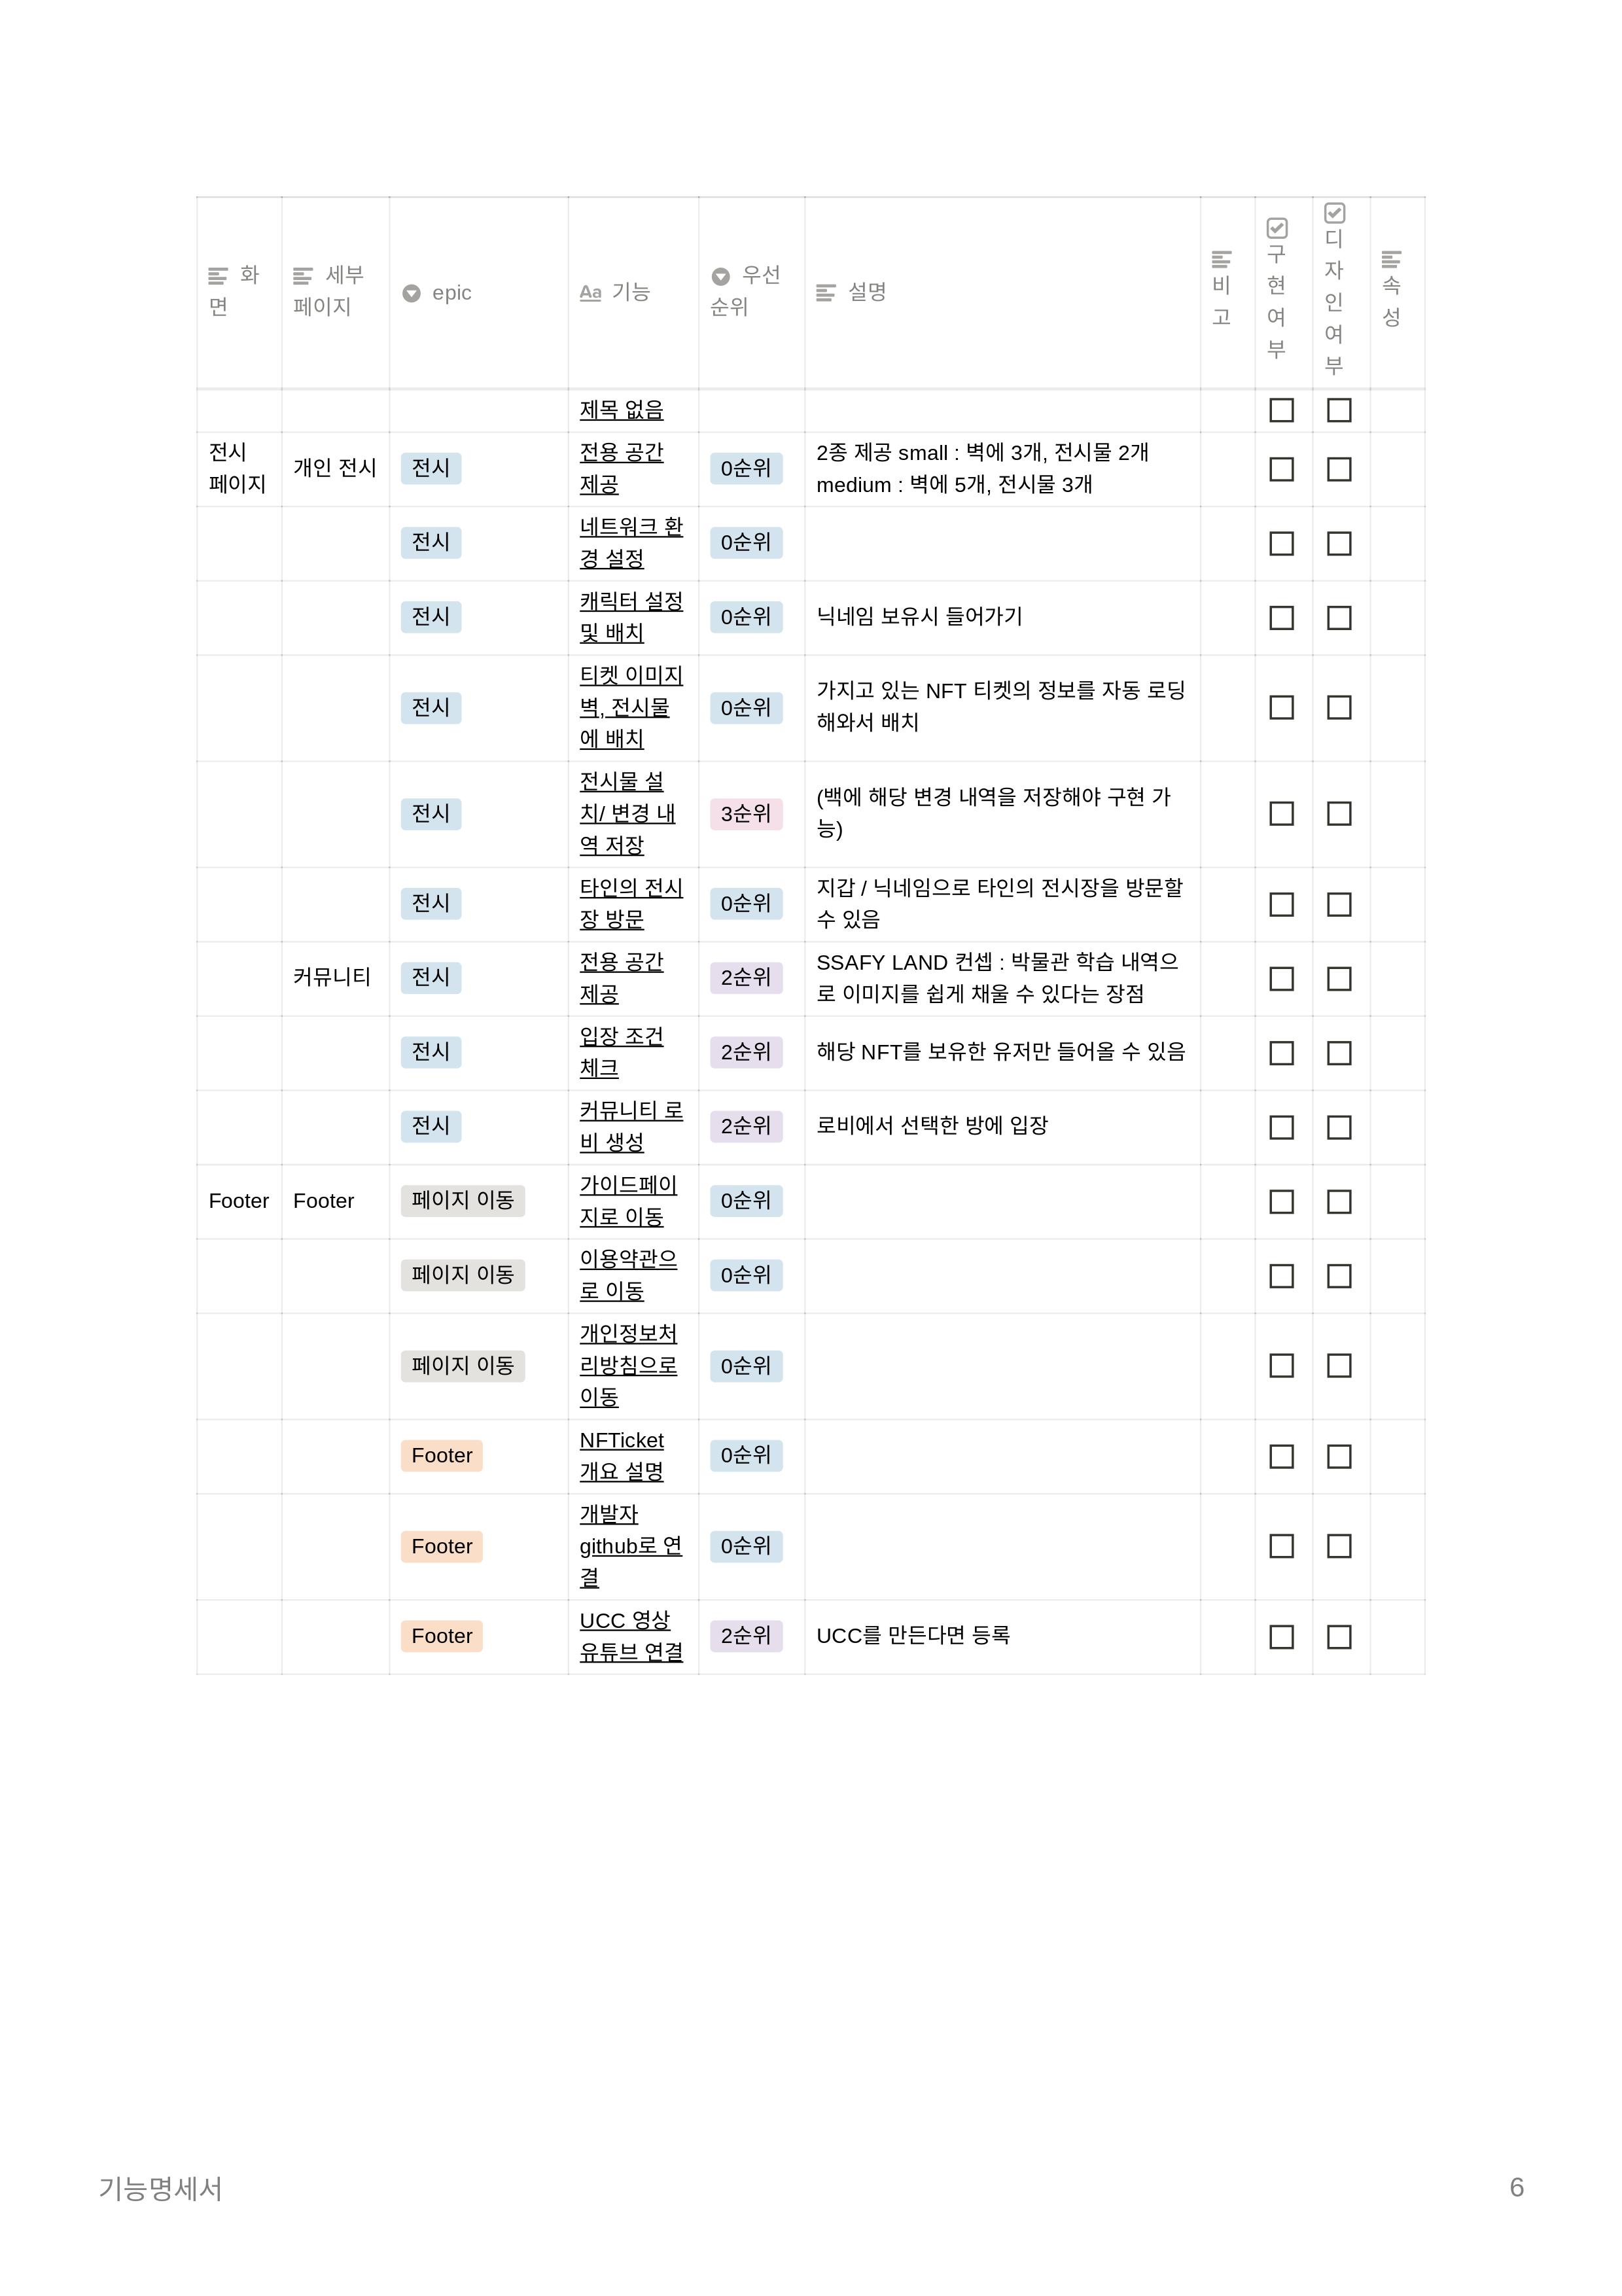 화면 세부 페이지 epic Aa 기능 우선순위 설명 비고 구현여부 디자인여부 속성
제목 없음
전시 페이지 개인 전시 전시 전용 공간 제공 0순위 2종 제공 small : 벽에 3개, 전시물 2개 medium : 벽에 5개, 전시물 3개
전시 네트워크 환경 설정 0순위
전시 캐릭터 설정 및 배치 0순위 닉네임 보유시 들어가기
전시 티켓 이미지 벽, 전시물에 배치 0순위 가지고 있는 NFT 티켓의 정보를 자동 로딩해와서 배치
전시 전시물 설치/ 변경 내역 저장 3순위 (백에 해당 변경 내역을 저장해야 구현 가능)
전시 타인의 전시장 방문 0순위 지갑 / 닉네임으로 타인의 전시장을 방문할 수 있음
커뮤니티 전시 전용 공간 제공 2순위 SSAFY LAND 컨셉 : 박물관 학습 내역으로 이미지를 쉽게 채울 수 있다는 장점
전시 입장 조건 체크 2순위 해당 NFT를 보유한 유저만 들어올 수 있음
전시 커뮤니티 로비 생성 2순위 로비에서 선택한 방에 입장
Footer Footer 페이지 이동 가이드페이지로 이동 0순위
페이지 이동 이용약관으로 이동 0순위
페이지 이동 개인정보처리방침으로 이동 0순위
Footer NFTicket 개요 설명 0순위
Footer 개발자 github로 연결 0순위
Footer UCC 영상 유튜브 연결 2순위 UCC를 만든다면 등록
기능명세서 6